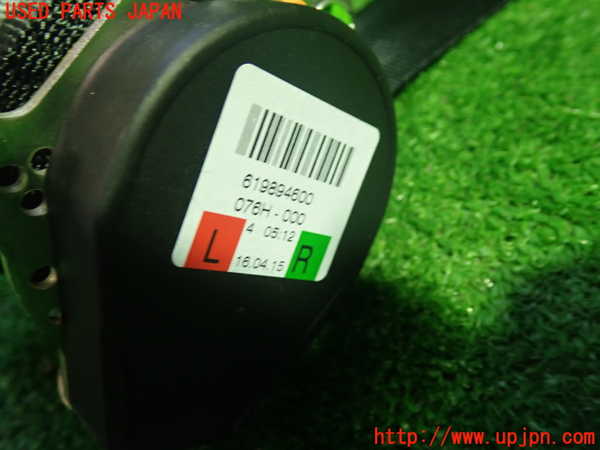 USED PARTS JAPAN
619894600
076H-000
4 05:12
L 16.04.15 R
http://www.upjpn.com